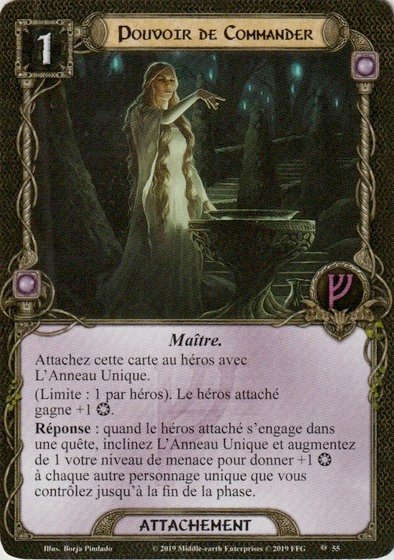 1
POUVOIR DE COMMANDER
Maître.
Attachez cette carte au héros avec
L'Anneau Unique.
(Limite : 1 par héros). Le héros attaché
gagne +1 .
Réponse : quand le héros attaché s'engage dans
une quête, inclinez L'Anneau Unique et augmentez
de 1 votre niveau de menace pour donner +1
à chaque autre personnage unique que vous
contrôlez jusqu'à la fin de la phase.
ATTACHEMENT
Illus. Borja Pindado © 2019 Middle-earth Enterprises © 2019 FFG 55